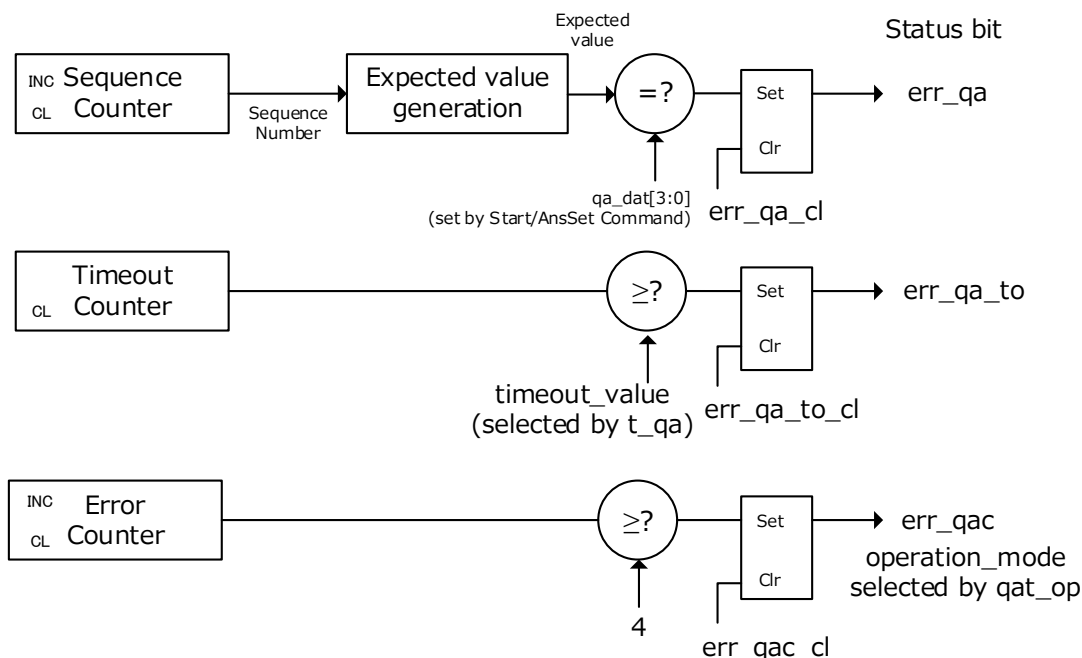 Expected
value
Status bit
INC Sequence
CL Counter
Sequence
Number
Expected value
generation
=?
Set
Clr
err_qa
qa_dat[3:0]
(set by Start/AnsSet Command)
err_qa_cl
Timeout
CL Counter
≥?
Set
Clr
err_qa_to
timeout_value
(selected by t_qa)
err_qa_to_cl
INC Error
CL Counter
≥?
Set
Clr
err_qac
operation_mode
selected by qat_op
4
err_qac_cl